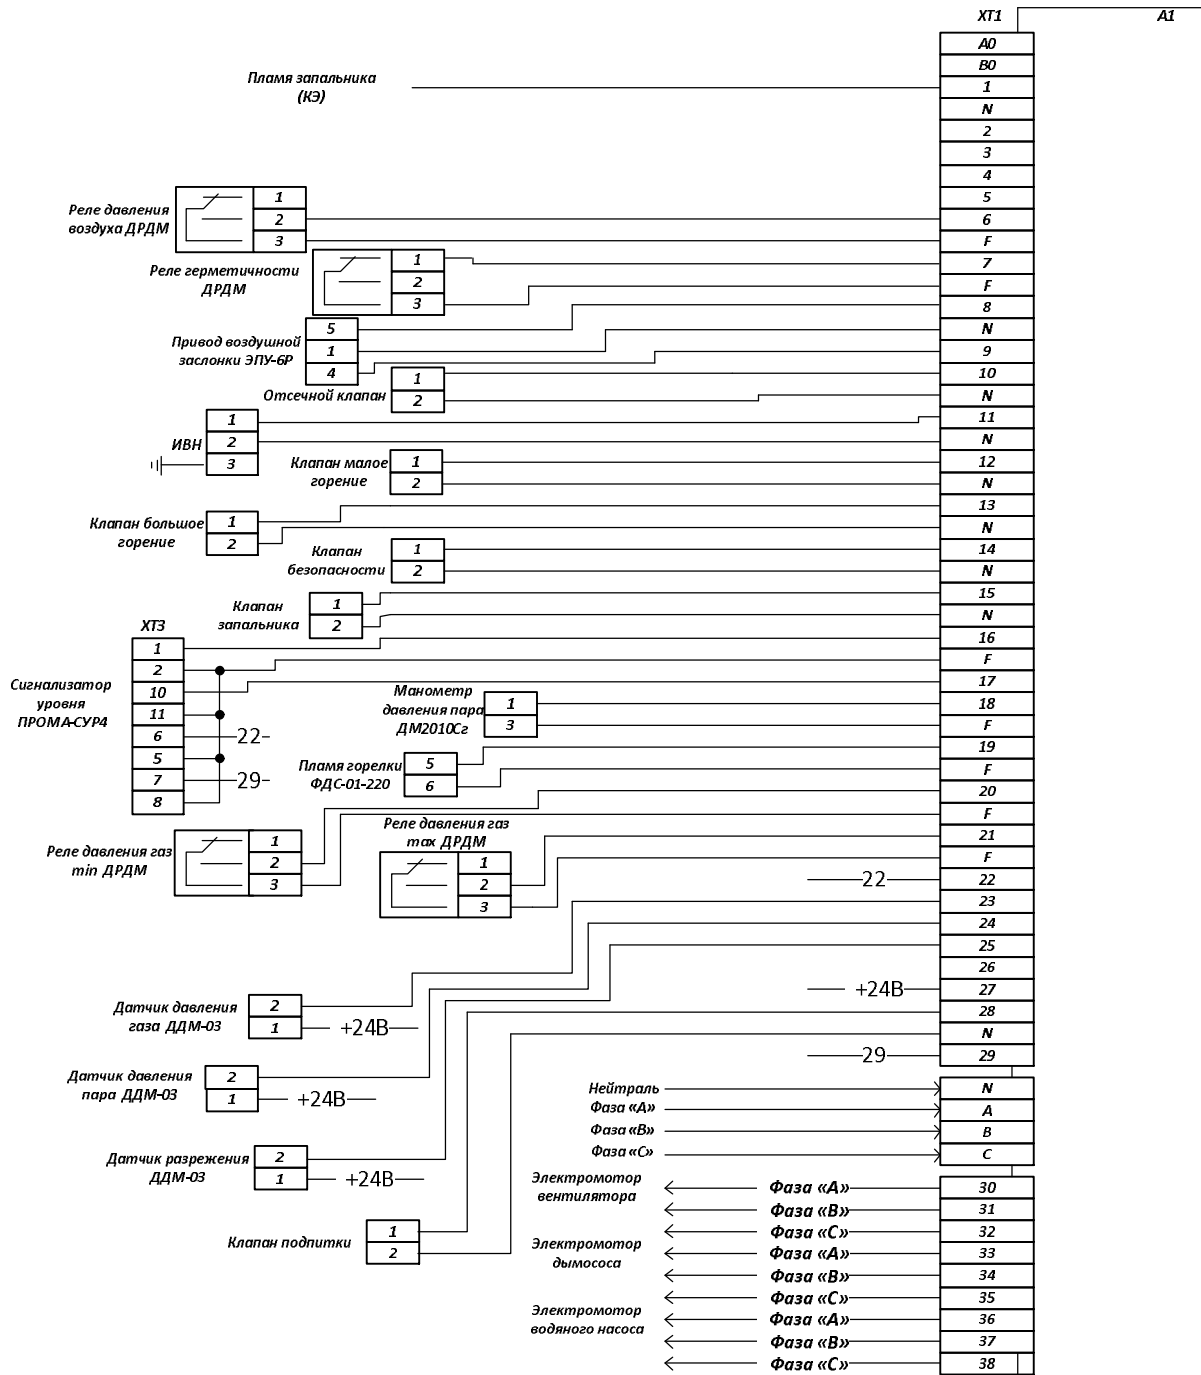 XT1
A1
A0
B0
Пламя запальника
(КЭ)
1
N
2
3
4
5
6
F
7
F
8
N
9
10
N
11
N
12
N
13
N
14
N
15
N
16
F
17
18
F
19
F
20
F
21
F
22
23
24
25
26
27
28
N
29
N
A
B
C
30
31
32
33
34
35
36
37
38
Реле давления
воздуха ДРДМ
1
2
3
Реле герметичности
ДРДМ
1
2
3
Привод воздушной
заслонки ЭПУ-6Р
5
1
4
Отсечной клапан
1
2
ИВН
1
2
3
Клапан малое
горение
1
2
Клапан большое
горение
1
2
Клапан
безопасности
1
2
Клапан
запальника
1
2
XT3
Сигнализатор
уровня
ПРОМА-СУР4
1
2
10
11
6
5
7
8
22
29
Манометр
давления пара
ДМ2010Сг
1
3
Пламя горелки
ФДС-01-220
5
6
Реле давления газ
min ДРДМ
1
2
3
Реле давления газ
max ДРДМ
1
2
3
22
+24В
29
Датчик давления
газа ДДМ-03
2
1
+24В
Датчик давления
пара ДДМ-03
2
1
+24В
Датчик разрежения
ДДМ-03
2
1
+24В
Клапан подпитки
1
2
Нейтраль
Фаза «А»
Фаза «В»
Фаза «С»
Электромотор
вентилятора
Фаза «А»
Фаза «В»
Фаза «С»
Электромотор
дымососа
Фаза «А»
Фаза «В»
Фаза «С»
Электромотор
водяного насоса
Фаза «А»
Фаза «В»
Фаза «С»